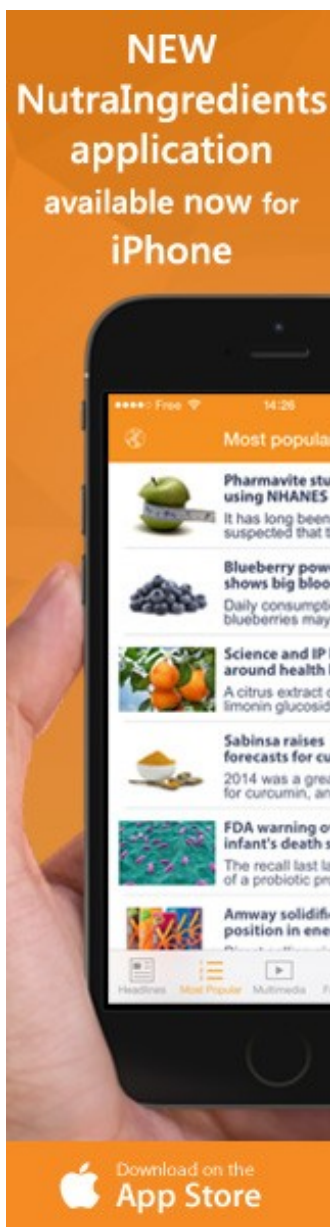 NEW
NutraIngredients
application
available now for
iPhone
Free 14:26
Most popula
Pharmavite stu
using NHANES
It has long been
suspected that t
Blueberry pow
shows big bloo
Daily consumpti
blueberries may
Science and IP
around health
A citrus extract
limonin glucosid
Sabinsa raises
forecasts for cu
2014 was a grea
for curcumin, an
FDA warning o
infant's death s
The recall last la
of a probiotic pr
Amway solidifi
position in ene
Headlines Most Popular Multimedia
Download on the
App Store